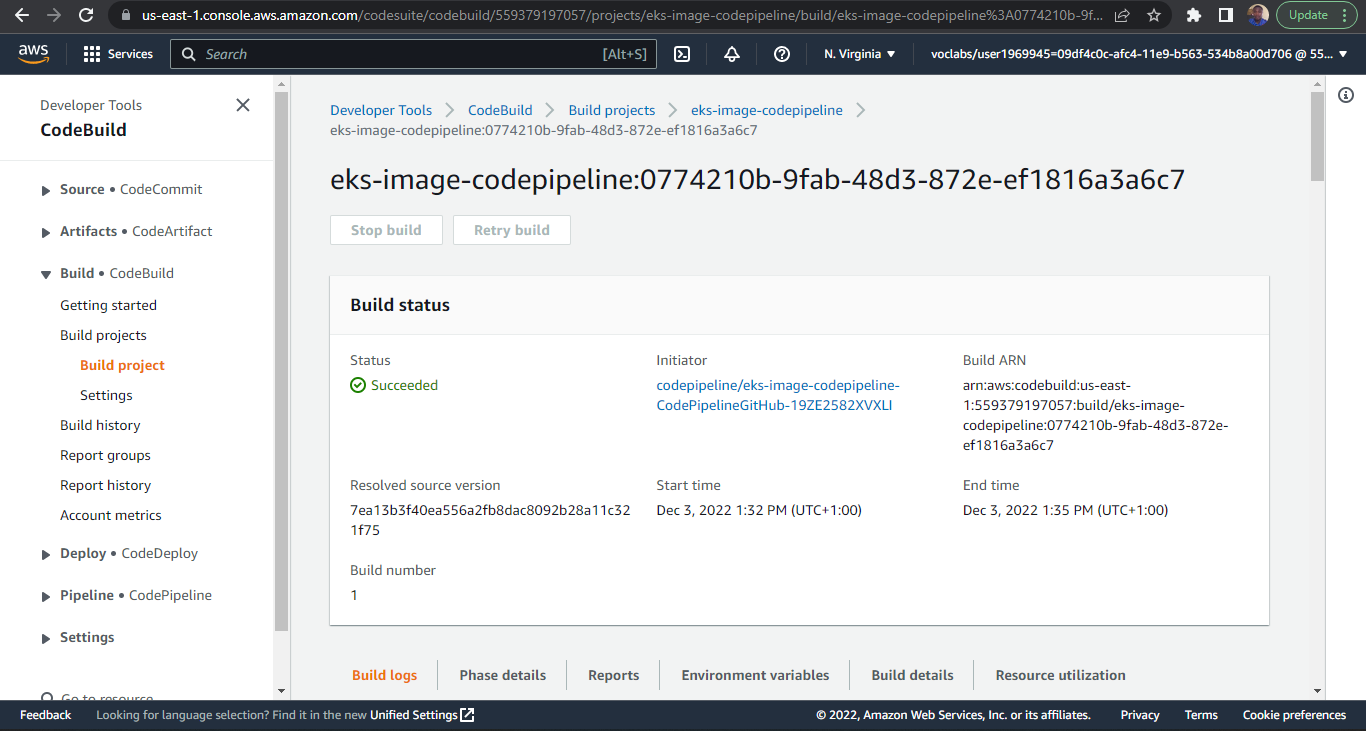 us-east-1.console.aws.amazon.com/codesuite/codebuild/559379197057/projects/eks-image-codepipeline/build/eks-image-codepipeline%3A0774210b-9f...
Update
aws
Services
Search
[Alt+S]
N. Virginia
voclabs/user1969945=09df4c0c-afc4-11e9-b563-534b8a00d706 @ 55...
Developer Tools
CodeBuild
Source • CodeCommit
Artifacts • CodeArtifact
Build • CodeBuild
Getting started
Build projects
Build project
Settings
Build history
Report groups
Report history
Account metrics
Deploy • CodeDeploy
Pipeline • CodePipeline
Settings
Go to resource
Developer Tools
CodeBuild
Build projects
eks-image-codepipeline
eks-image-codepipeline:0774210b-9fab-48d3-872e-ef1816a3a6c7
eks-image-codepipeline:0774210b-9fab-48d3-872e-ef1816a3a6c7
Stop build
Retry build
Build status
Status
Succeeded
Initiator
codepipeline/eks-image-codepipeline-
CodePipelineGitHub-19ZE2582XVXLI
Build ARN
arn:aws:codebuild:us-east-
1:559379197057:build/eks-image-
codepipeline:0774210b-9fab-48d3-872e-
ef1816a3a6c7
Resolved source version
7ea13b3f40ea556a2fb8dac8092b28a11c32
1f75
Start time
Dec 3, 2022 1:32 PM (UTC+1:00)
End time
Dec 3, 2022 1:35 PM (UTC+1:00)
Build number
1
Build logs
Phase details
Reports
Environment variables
Build details
Resource utilization
Feedback
Looking for language selection? Find it in the new Unified Settings
© 2022, Amazon Web Services, Inc. or its affiliates.
Privacy
Terms
Cookie preferences